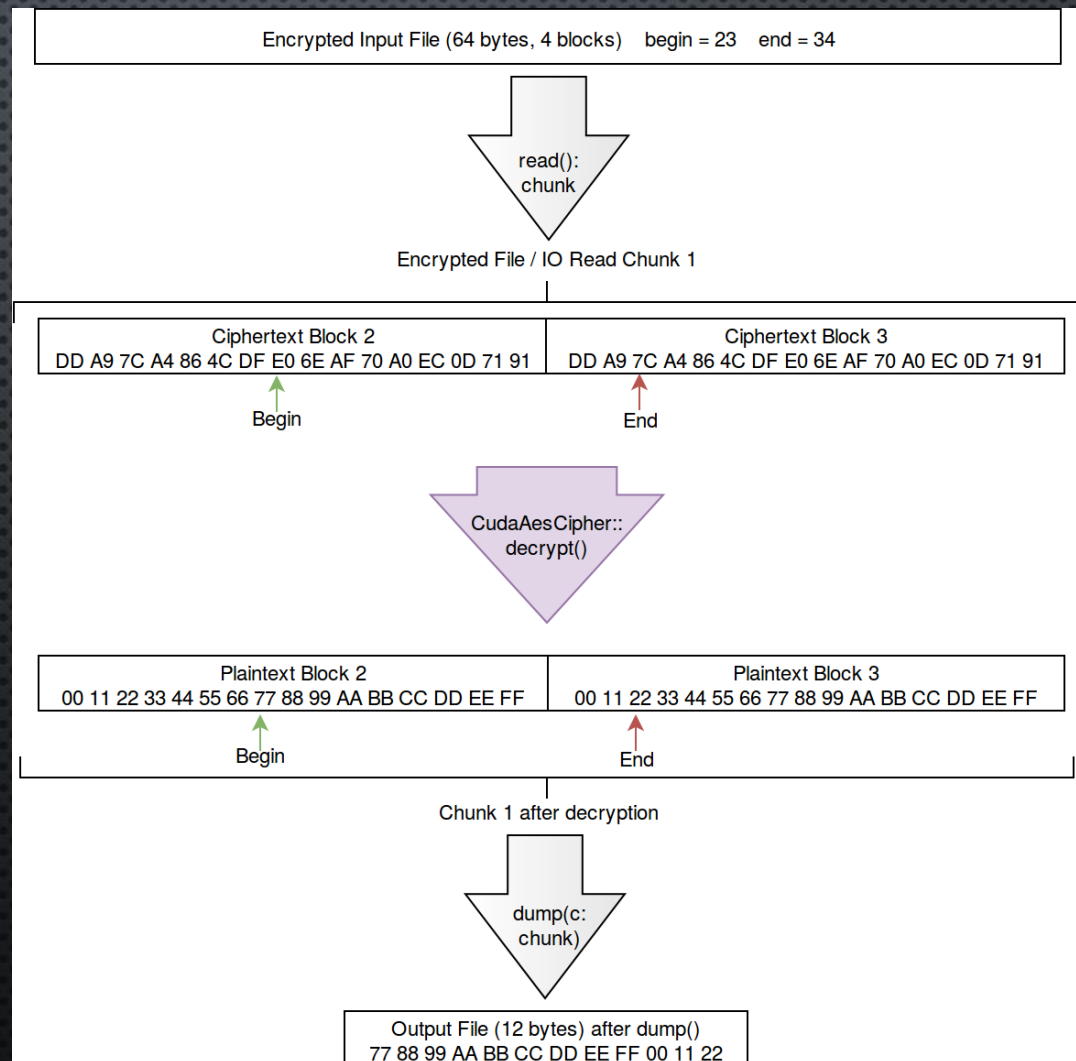 Encrypted Input File (64 bytes, 4 blocks) begin = 23 end = 34
read():
chunk
Encrypted File / IO Read Chunk 1
Ciphertext Block 2
DD A9 7C A4 86 4C DF E0 6E AF 70 A0 EC 0D 71 91
Ciphertext Block 3
DD A9 7C A4 86 4C DF E0 6E AF 70 A0 EC 0D 71 91
Begin
End
CudaAesCipher::
decrypt()
Plaintext Block 2
00 11 22 33 44 55 66 77 88 99 AA BB CC DD EE FF
Plaintext Block 3
00 11 22 33 44 55 66 77 88 99 AA BB CC DD EE FF
Begin
End
Chunk 1 after decryption
dump(c:
chunk)
Output File (12 bytes) after dump()
77 88 99 AA BB CC DD EE FF 00 11 22